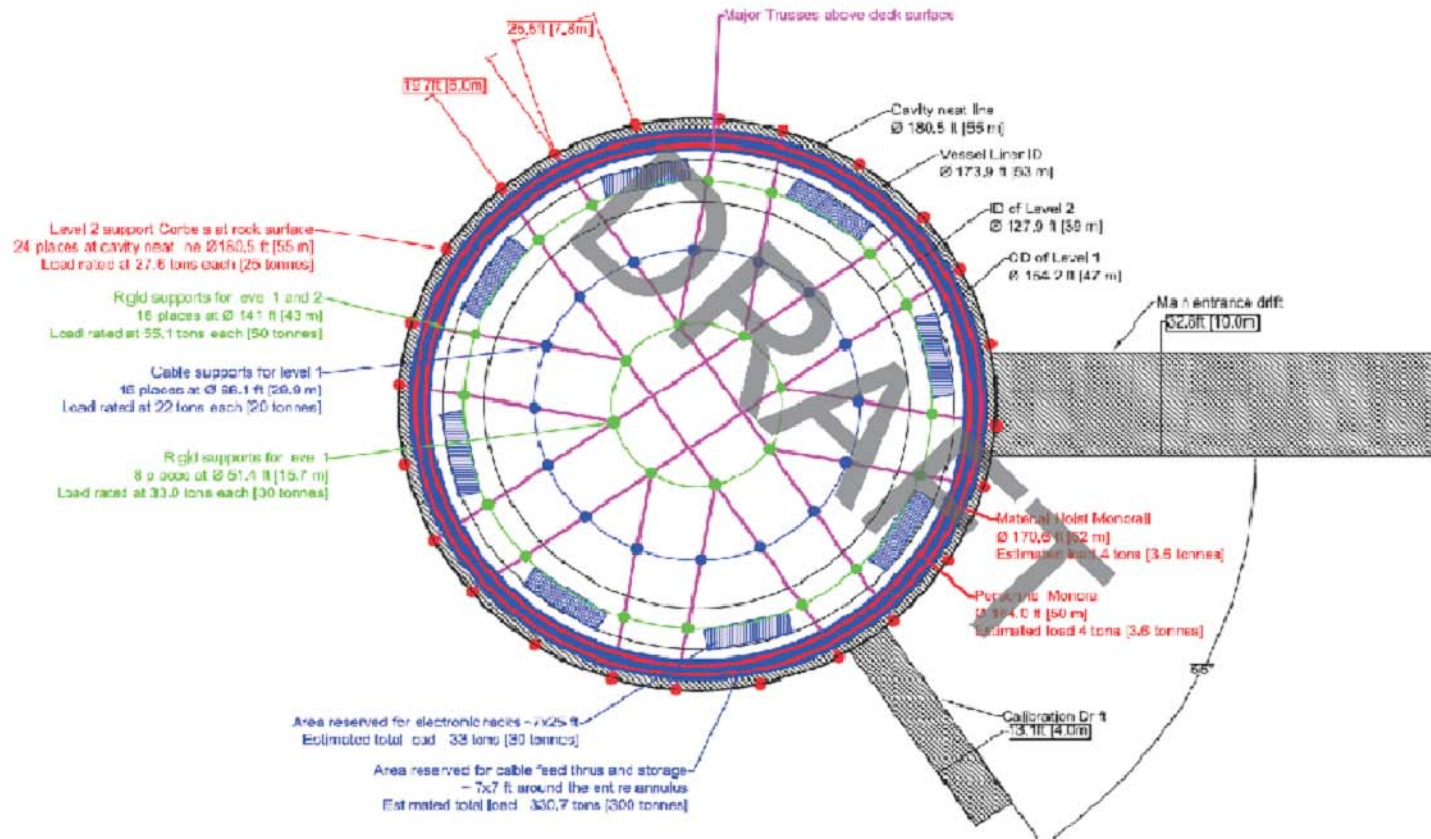 Major Trusses above deck surface
25.5ft [7.8m]
19.7ft [6.0m]
Cavity neat line
Ø 180.5 ft [55 m]
Vessel Liner ID
Ø 173.9 ft [53 m]
ID of Level 2
Ø 127.9 ft [39 m]
OD of Level 1
Ø 154.2 ft [47 m]
Main entrance drift
32.8ft [10.0m]
Level 2 support Corbels at rock surface
24 places at cavity neat line Ø180.5 ft [55 m]
Load rated at 27.6 tons each [25 tonnes]
Rigid supports for level 1 and 2
16 places at Ø 141 ft [43 m]
Load rated at 55.1 tons each [50 tonnes]
Cable supports for level 1
16 places at Ø 98.1 ft [29.9 m]
Load rated at 22 tons each [20 tonnes]
Rigid supports for level 1
8 places at Ø 51.4 ft [15.7 m]
Load rated at 33.0 tons each [30 tonnes]
DRAFT
Material Hoist Monorail
Ø 170.6 ft [52 m]
Estimated load 4 tons [3.6 tonnes]
Personnel Monorail
Ø 164.0 ft [50 m]
Estimated load 4 tons [3.6 tonnes]
Calibration Drift
13.1ft [4.0m]
Area reserved for electronic racks ~7x25 ft
Estimated total load 33 tons [30 tonnes]
Area reserved for cable feed thrus and storage
~ 7x7 ft around the entire annulus
Estimated total load 330.7 tons [300 tonnes]